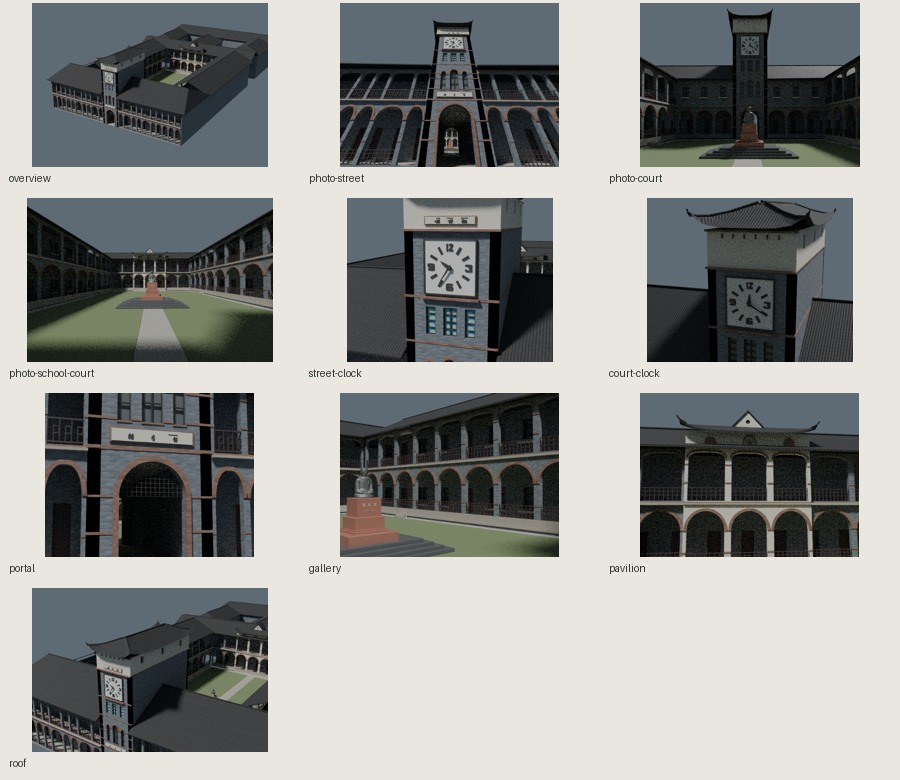 overview
photo-street
photo-court
photo-school-court
street-clock
court-clock
portal
gallery
pavilion
roof